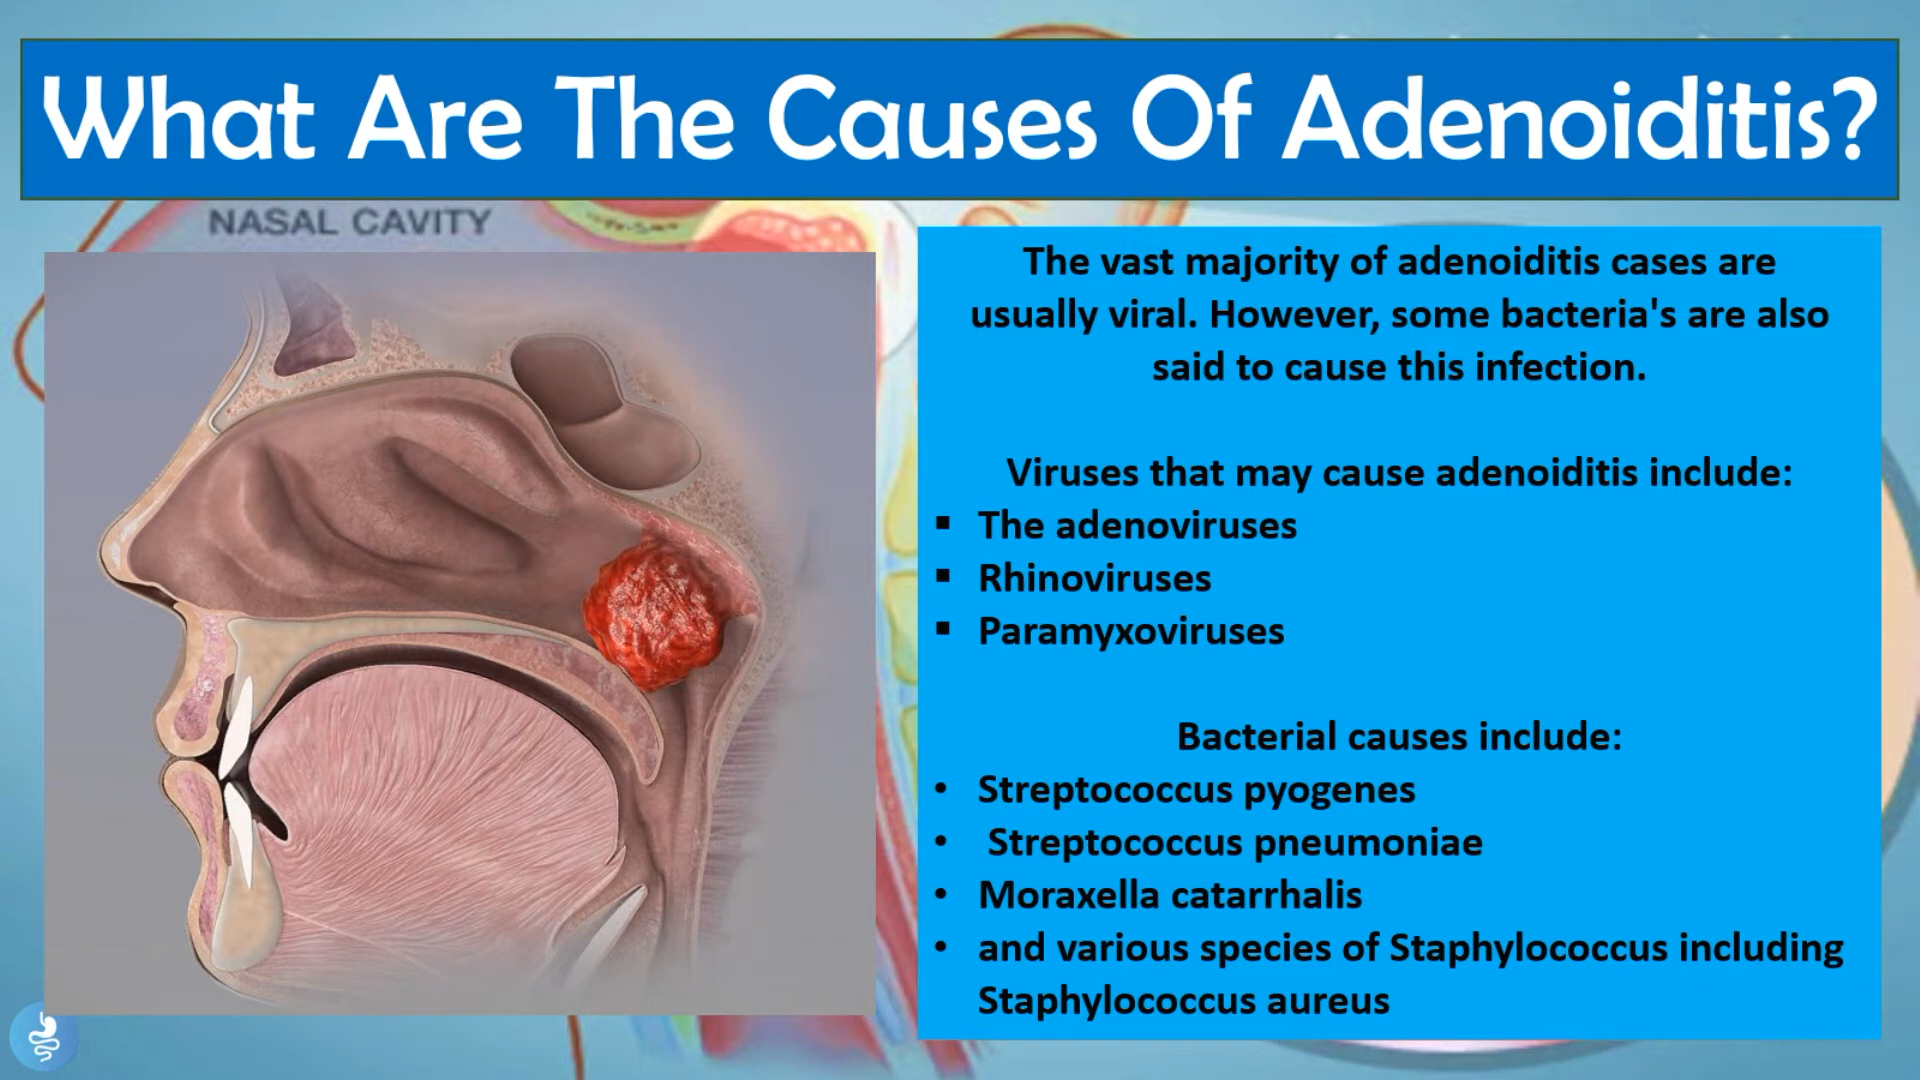 What Are The Causes Of Adenoiditis?
NASAL CAVITY
The vast majority of adenoiditis cases are
usually viral. However, some bacteria's are also
said to cause this infection.
Viruses that may cause adenoiditis include:
▪ The adenoviruses
▪ Rhinoviruses
▪ Paramyxoviruses
Bacterial causes include:
• Streptococcus pyogenes
• Streptococcus pneumoniae
• Moraxella catarrhalis
• and various species of Staphylococcus including
Staphylococcus aureus